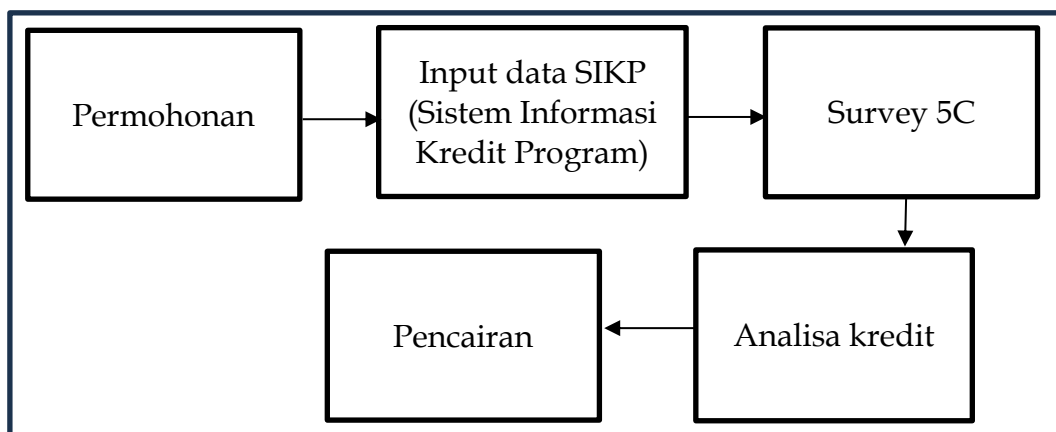 Permohonan
Input data SIKP
(Sistem Informasi
Kredit Program)
Survey 5C
Analisa kredit
Pencairan